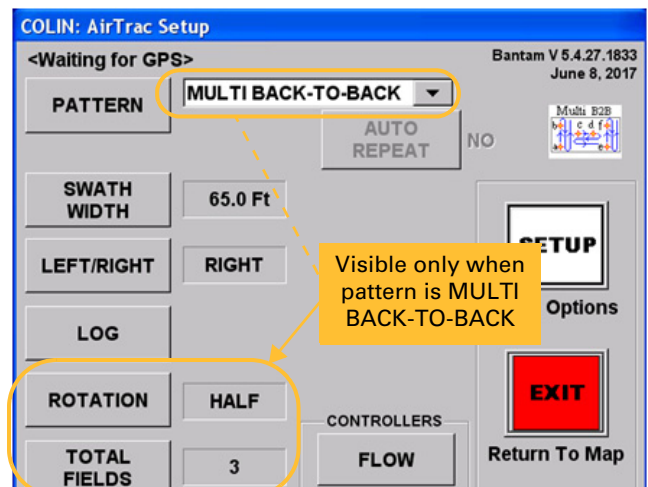 COLIN: AirTrac Setup
<Waiting for GPS>
Bantam V 5.4.27.1833
June 8, 2017
PATTERN
MULTI BACK-TO-BACK
AUTO
REPEAT
NO
Multi B2B
b c d f
a e
SWATH
WIDTH
65.0 Ft
LEFT/RIGHT
RIGHT
Visible only when
pattern is MULTI
BACK-TO-BACK
SETUP
Options
LOG
ROTATION
HALF
EXIT
CONTROLLERS
TOTAL
FIELDS
3
FLOW
Return To Map